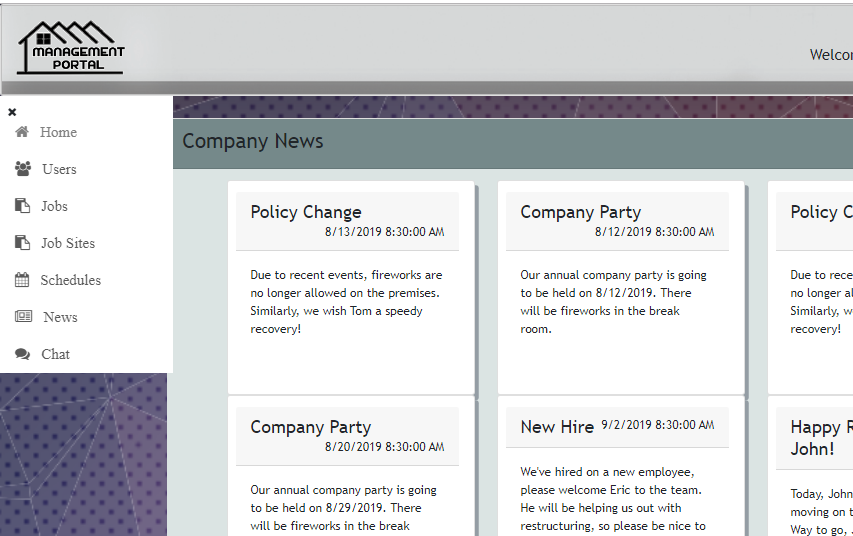 MANAGEMENT
PORTAL
Home
Users
Jobs
Job Sites
Schedules
News
Chat
Company News
Policy Change
8/13/2019 8:30:00 AM
Due to recent events, fireworks are
no longer allowed on the premises.
Similarly, we wish Tom a speedy
recovery!
Company Party
8/12/2019 8:30:00 AM
Our annual company party is going
to be held on 8/12/2019. There
will be fireworks in the break
room.
Policy
Due to
no longer
Similarly,
recovery!
Company Party
8/20/2019 8:30:00 AM
Our annual company party is going
to be held on 8/29/2019. There
will be fireworks in the break
New Hire 9/2/2019 8:30:00 AM
We've hired on a new employee,
please welcome Eric to the team.
He will be helping us out with
restructuring, so please be nice to
Happy
John!
Today, John
moving on
Way to go,